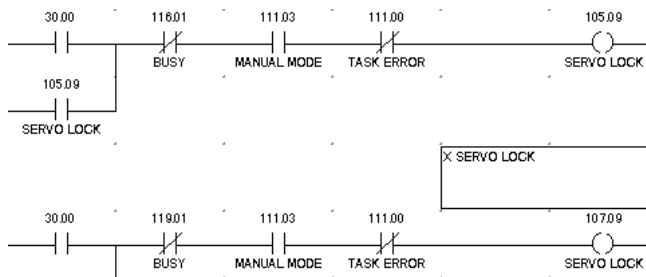 30.00 116.01 111.03 111.00 105.09
BUSY MANUAL MODE TASK ERROR SERVO LOCK
105.09
SERVO LOCK
X SERVO LOCK
30.00 119.01 111.03 111.00 107.09
BUSY MANUAL MODE TASK ERROR SERVO LOCK